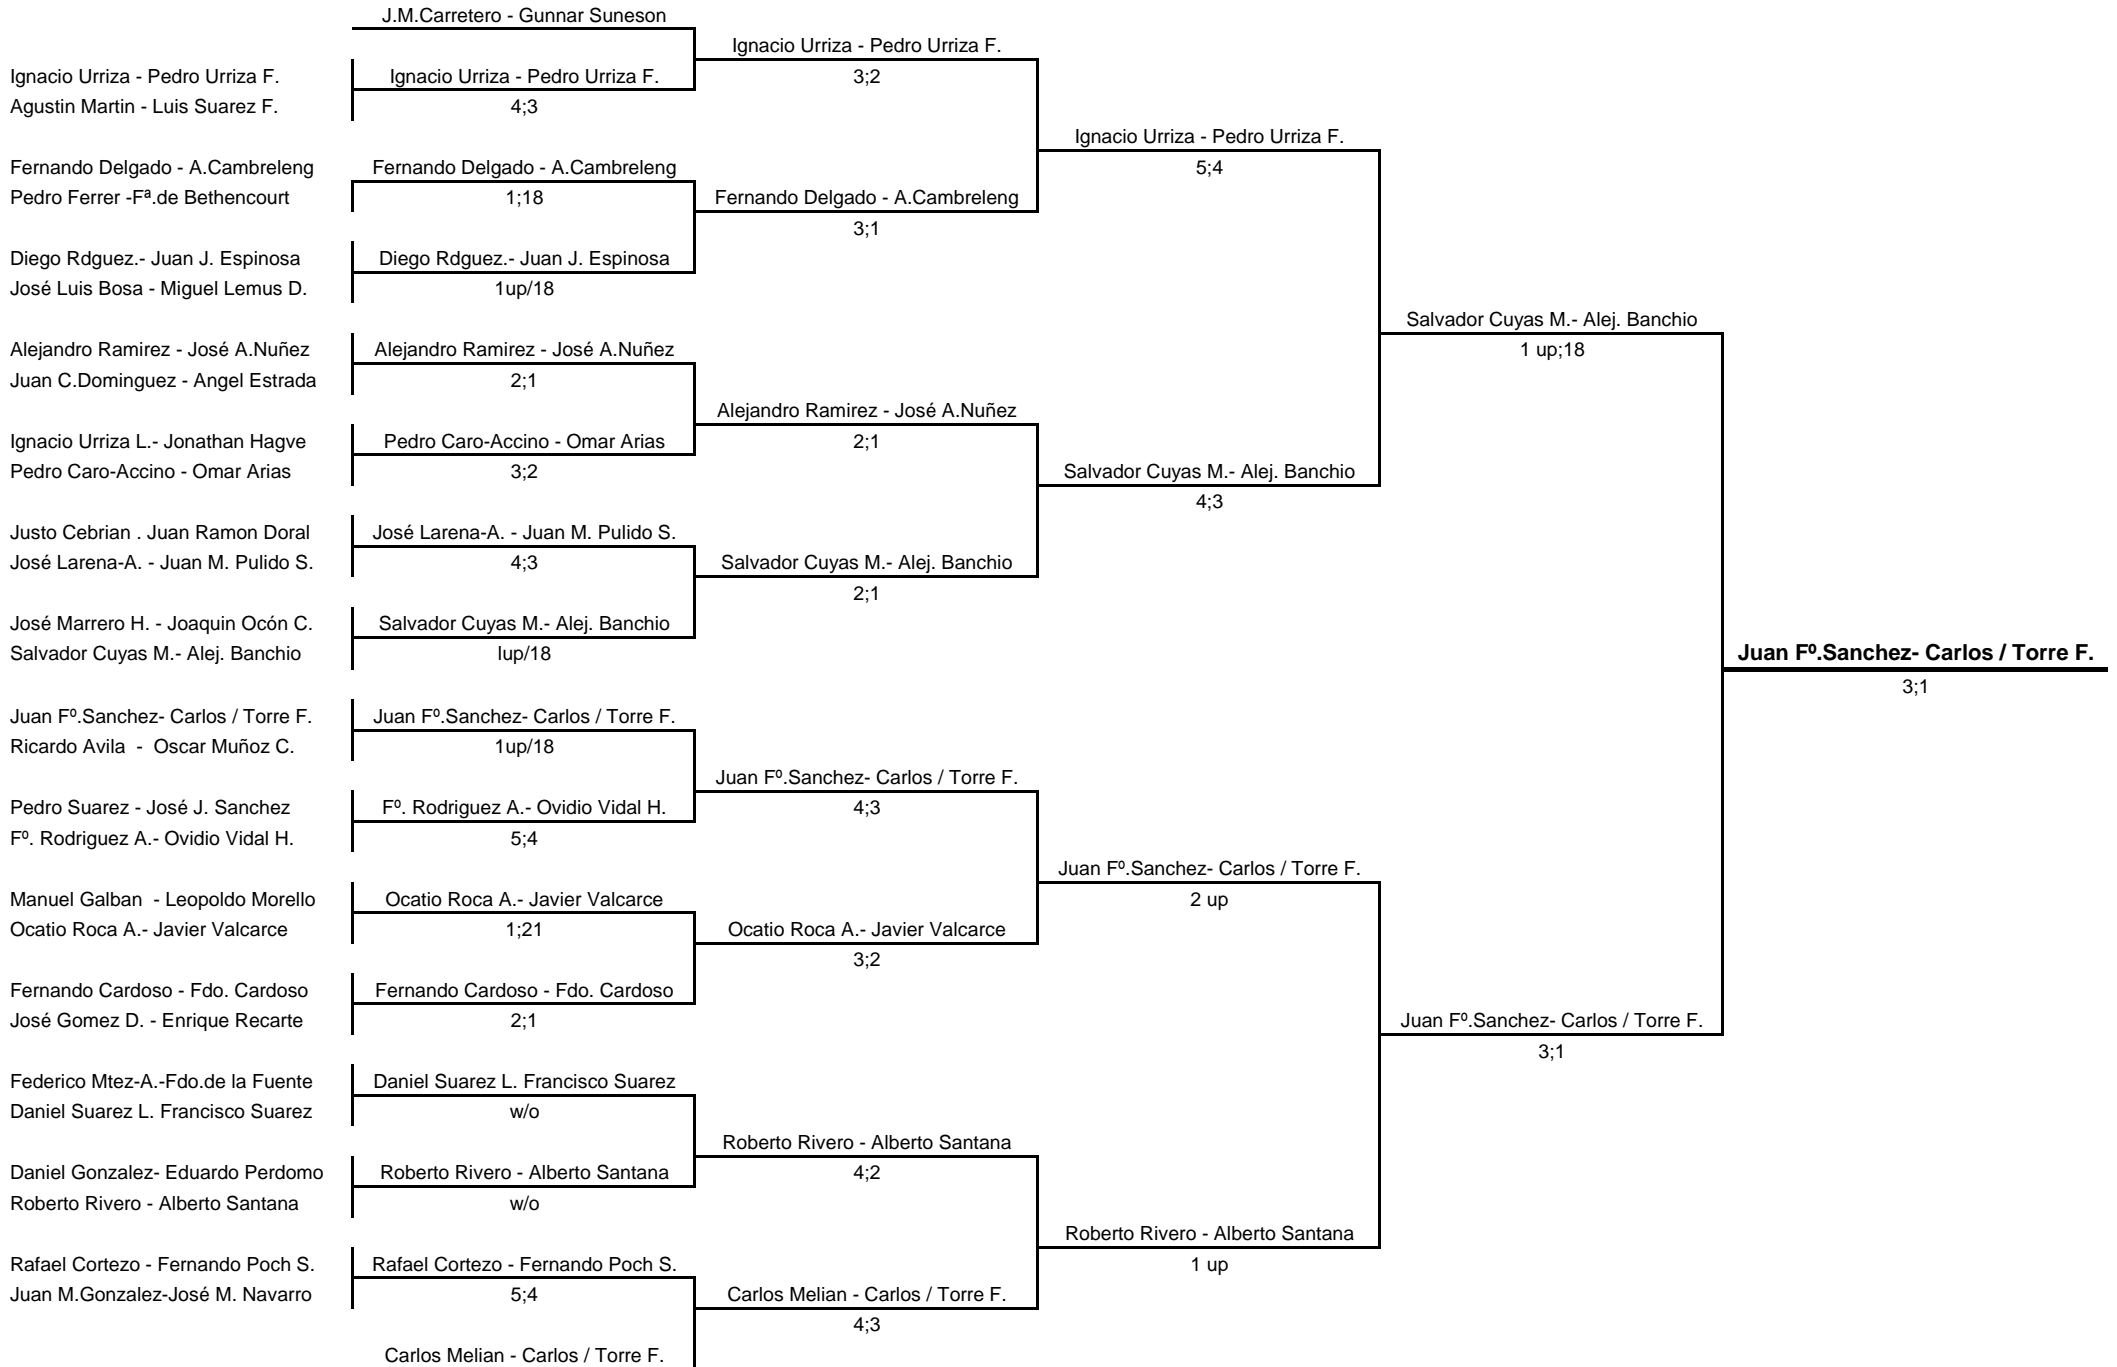 J.M.Carretero - Gunnar Suneson
Ignacio Urriza - Pedro Urriza F.
Ignacio Urriza - Pedro Urriza F.
Ignacio Urriza - Pedro Urriza F.
3;2
Agustin Martin - Luis Suarez F.
4;3
Ignacio Urriza - Pedro Urriza F.
Fernando Delgado - A.Cambreleng
Fernando Delgado - A.Cambreleng
5;4
Pedro Ferrer -Fª.de Bethencourt
1;18
Fernando Delgado - A.Cambreleng
3;1
Diego Rdguez.- Juan J. Espinosa
Diego Rdguez.- Juan J. Espinosa
José Luis Bosa - Miguel Lemus D.
1up/18
Salvador Cuyas M.- Alej. Banchio
Alejandro Ramirez - José A.Nuñez
Alejandro Ramirez - José A.Nuñez
1 up;18
Juan C.Dominguez - Angel Estrada
2;1
Alejandro Ramirez - José A.Nuñez
Ignacio Urriza L.- Jonathan Hagve
Pedro Caro-Accino - Omar Arias
2;1
Pedro Caro-Accino - Omar Arias
3;2
Salvador Cuyas M.- Alej. Banchio
4;3
Justo Cebrian . Juan Ramon Doral
José Larena-A. - Juan M. Pulido S.
José Larena-A. - Juan M. Pulido S.
4;3
Salvador Cuyas M.- Alej. Banchio
2;1
José Marrero H. - Joaquin Ocón C.
Salvador Cuyas M.- Alej. Banchio
Salvador Cuyas M.- Alej. Banchio
lup/18
Juan Fº.Sanchez- Carlos / Torre F.
3;1
Juan Fº.Sanchez- Carlos / Torre F.
Juan Fº.Sanchez- Carlos / Torre F.
Ricardo Avila - Oscar Muñoz C.
1up/18
Juan Fº.Sanchez- Carlos / Torre F.
Pedro Suarez - José J. Sanchez
Fº. Rodriguez A.- Ovidio Vidal H.
4;3
Fº. Rodriguez A.- Ovidio Vidal H.
5;4
Juan Fº.Sanchez- Carlos / Torre F.
Manuel Galban - Leopoldo Morello
Ocatio Roca A.- Javier Valcarce
2 up
Ocatio Roca A.- Javier Valcarce
1;21
Ocatio Roca A.- Javier Valcarce
3;2
Fernando Cardoso - Fdo. Cardoso
Fernando Cardoso - Fdo. Cardoso
José Gomez D. - Enrique Recarte
2;1
Juan Fº.Sanchez- Carlos / Torre F.
3;1
Federico Mtez-A.-Fdo.de la Fuente
Daniel Suarez L. Francisco Suarez
Daniel Suarez L. Francisco Suarez
w/o
Roberto Rivero - Alberto Santana
Daniel Gonzalez- Eduardo Perdomo
Roberto Rivero - Alberto Santana
4;2
Roberto Rivero - Alberto Santana
w/o
Roberto Rivero - Alberto Santana
Rafael Cortezo - Fernando Poch S.
Rafael Cortezo - Fernando Poch S.
1 up
Juan M.Gonzalez-José M. Navarro
5;4
Carlos Melian - Carlos / Torre F.
4;3
Carlos Melian - Carlos / Torre F.